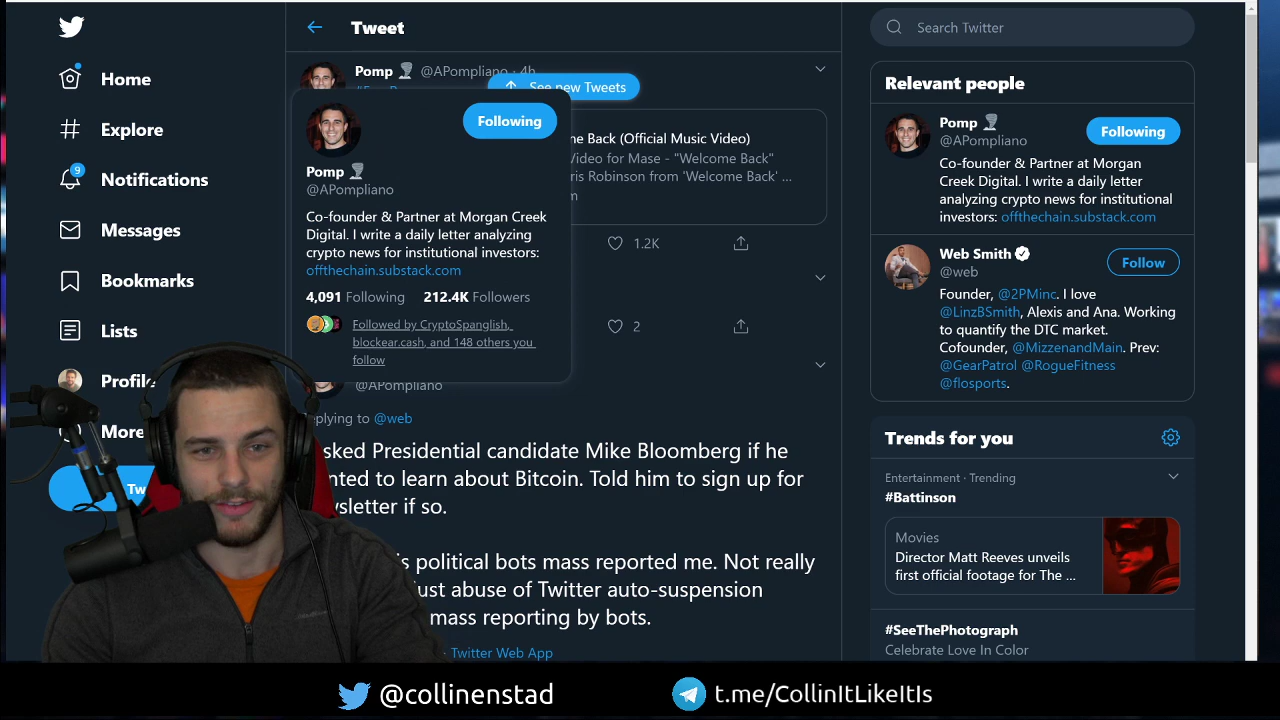 Home
Explore
9
Notifications
Messages
Bookmarks
Lists
Profile
More
Tw
Tweet
Pomp @APompliano · 4h
See new Tweets
Following
Pomp
@APompliano
Co-founder & Partner at Morgan Creek
Digital. I write a daily letter analyzing
crypto news for institutional investors:
offthechain.substack.com
4,091 Following 212.4K Followers
Followed by CryptoSpanglish,
blockear.cash, and 148 others you
follow
me Back (Official Music Video)
Video for Mase - "Welcome Back"
ris Robinson from 'Welcome Back' ...
m
1.2K
2
@APompliano
eplying to @web
sked Presidential candidate Mike Bloomberg if he
nted to learn about Bitcoin. Told him to sign up for
sletter if so.
s political bots mass reported me. Not really
ust abuse of Twitter auto-suspension
mass reporting by bots.
· Twitter Web App
Search Twitter
Relevant people
Pomp
@APompliano
Following
Co-founder & Partner at Morgan
Creek Digital. I write a daily letter
analyzing crypto news for institutional
investors: offthechain.substack.com
Web Smith
@web
Follow
Founder, @2PMinc. I love
@LinzBSmith, Alexis and Ana. Working
to quantify the DTC market.
Cofounder, @MizzenandMain. Prev:
@GearPatrol @RogueFitness
@flosports.
Trends for you
Entertainment · Trending
#Battinson
Movies
Director Matt Reeves unveils
first official footage for The ...
#SeeThePhotograph
Celebrate Love In Color
@collinenstad
t.me/CollinItLikeItIs